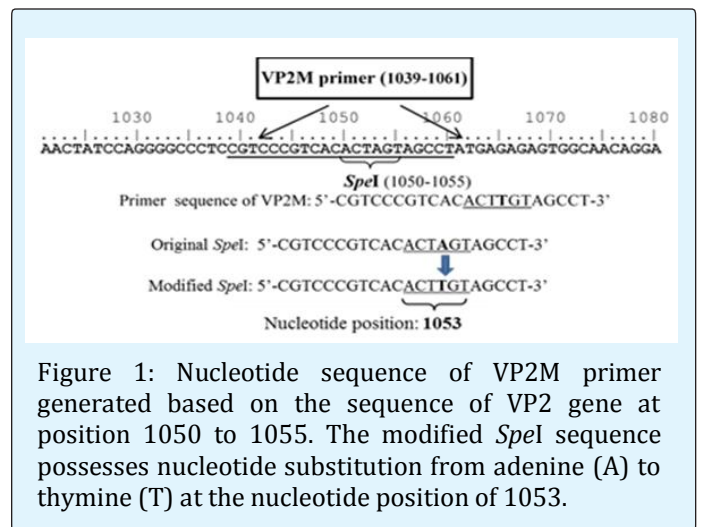 VP2M primer (1039-1061)
1030 1040 1050 1060 1070 1080
AACTATCCAGGGGCCCTCCGTCCCGTCACACTAGTAGCCTATGAGAGAGTGGCAACAGGA
SpeI (1050-1055)
Primer sequence of VP2M: 5’-CGTCCCGTCACACTTGTAGCCT-3’
Original SpeI: 5’-CGTCCCGTCACACTAGTAGCCT-3’
Modified SpeI: 5’-CGTCCCGTCACACTTGTAGCCT-3’
Nucleotide position: 1053
Figure 1: Nucleotide sequence of VP2M primer
generated based on the sequence of VP2 gene at
position 1050 to 1055. The modified SpeI sequence
possesses nucleotide substitution from adenine (A) to
thymine (T) at the nucleotide position of 1053.